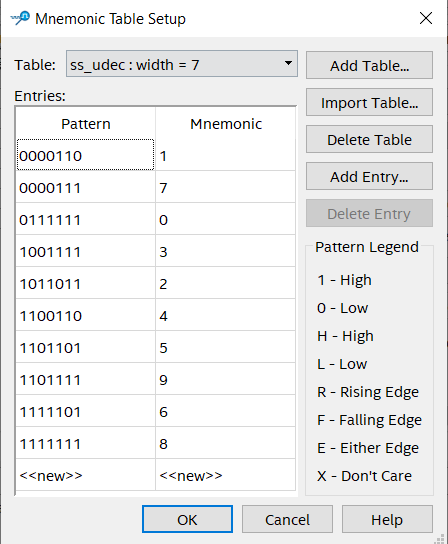 Mnemonic Table Setup
Table: ss_udec : width = 7
Add Table...
Entries:
Import Table...
Pattern Mnemonic
Delete Table
0000110 1
0000111 7
Add Entry...
0111111 0
Delete Entry
1001111 3
Pattern Legend
1011011 2
1 - High
1100110 4
0 - Low
1101101 5
H - High
1101111 9
L - Low
1111101 6
R - Rising Edge
1111111 8
F - Falling Edge
<<new>> <<new>>
E - Either Edge
X - Don't Care
OK Cancel Help